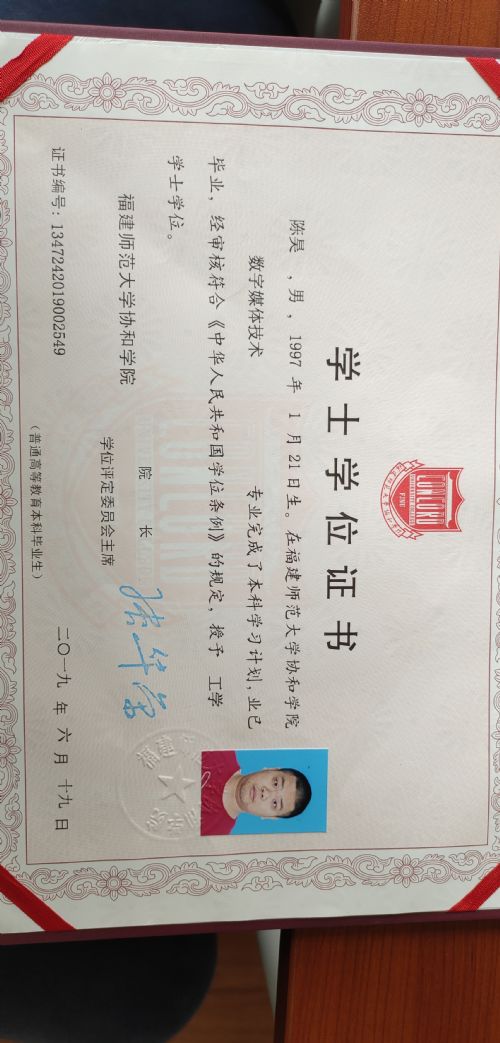 CONCORD
FJNU
学士学位证书
陈昊 ，男，1997 年 1 月 21 日生。在福建师范大学协和学院
数字媒体技术 专业完成了本科学习计划，业已
毕业，经审核符合《中华人民共和国学位条例》的规定，授予 工学
学士学位。
福建师范大学协和学院
院 长
学位评定委员会主席
证书编号：1347242019002549
二〇一九 年 六 月 十九 日
（普通高等教育本科毕业生）